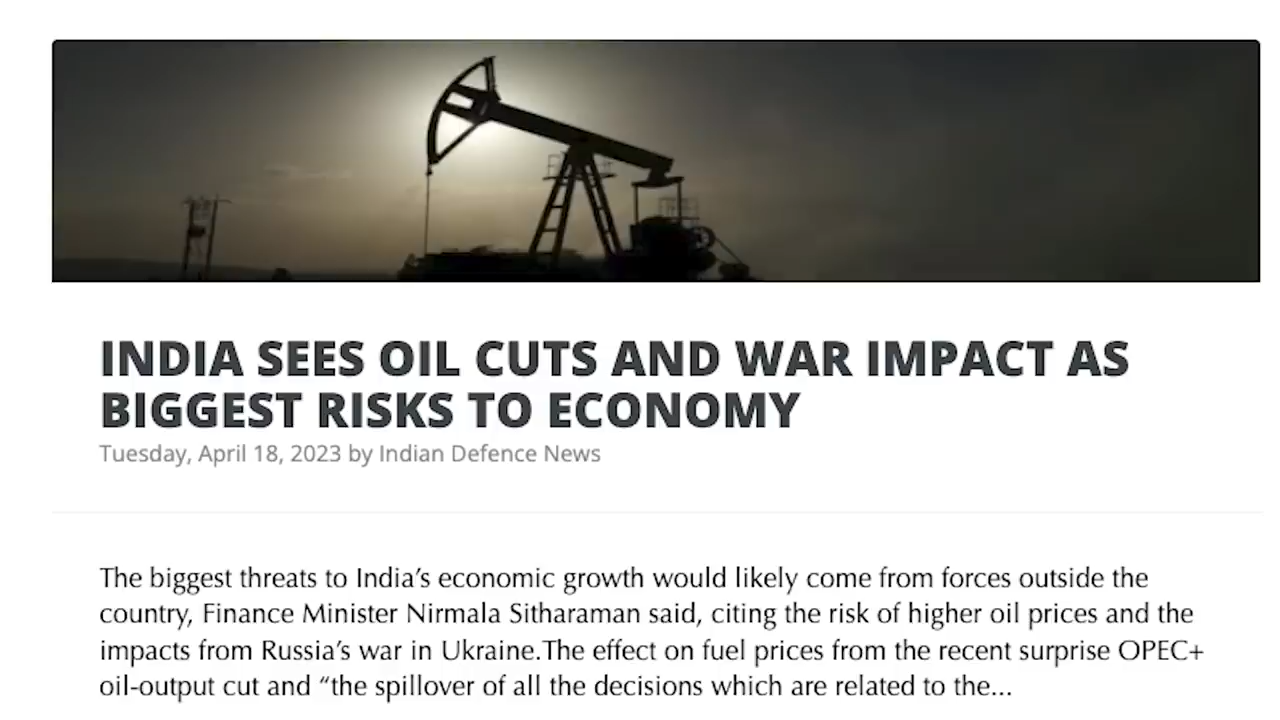 INDIA SEES OIL CUTS AND WAR IMPACT AS
BIGGEST RISKS TO ECONOMY
Tuesday, April 18, 2023 by Indian Defence News
The biggest threats to India’s economic growth would likely come from forces outside the
country, Finance Minister Nirmala Sitharaman said, citing the risk of higher oil prices and the
impacts from Russia’s war in Ukraine.The effect on fuel prices from the recent surprise OPEC+
oil-output cut and “the spillover of all the decisions which are related to the...